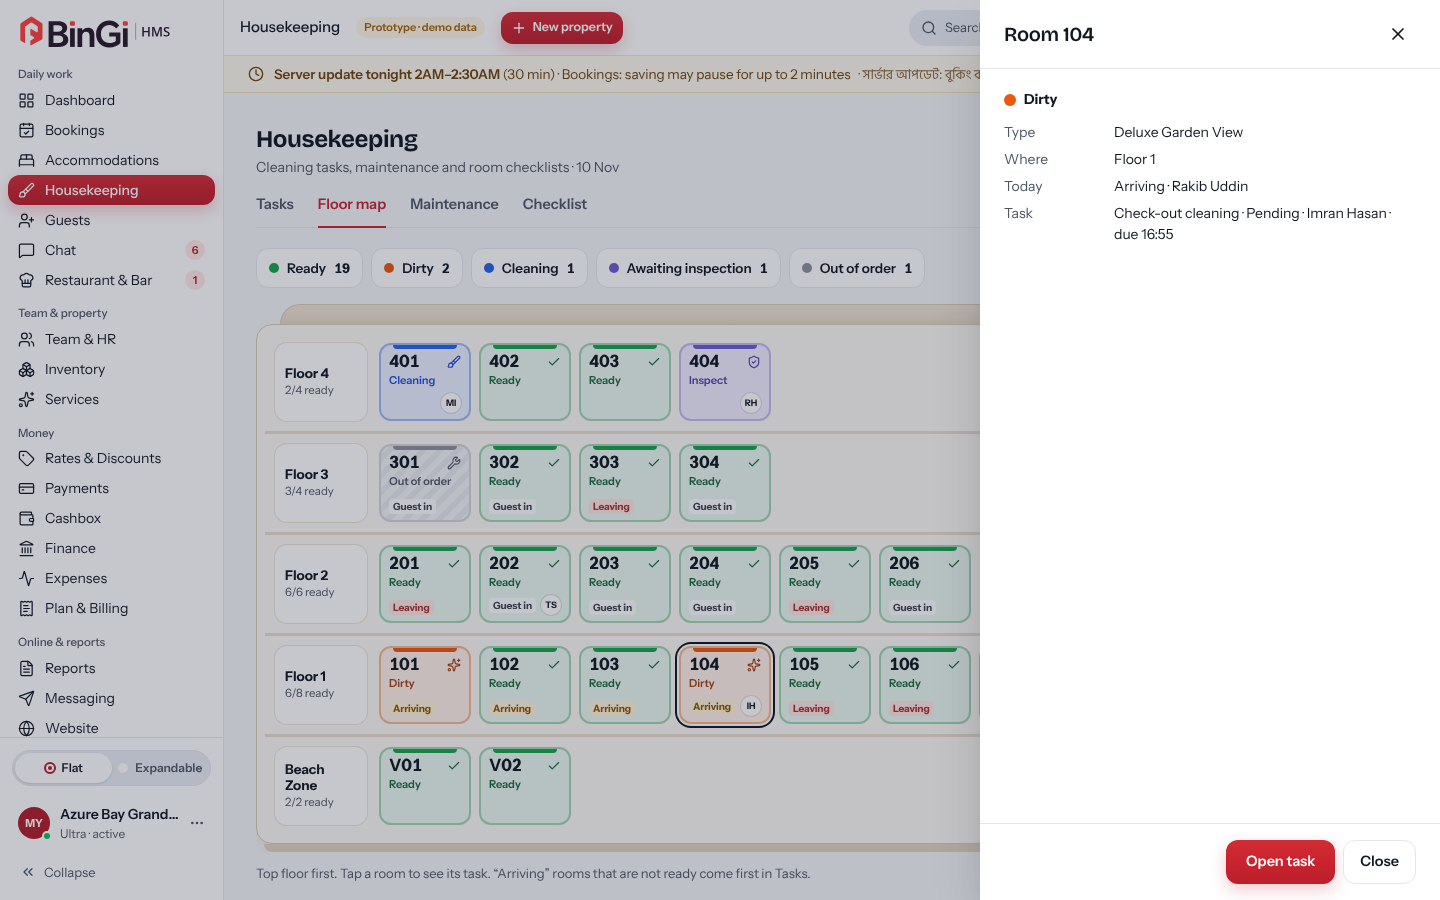 BinGi HMS
Daily work
Dashboard
Bookings
Accommodations
Housekeeping
Guests
Chat 6
Restaurant & Bar 1
Team & property
Team & HR
Inventory
Services
Money
Rates & Discounts
Payments
Cashbox
Finance
Expenses
Plan & Billing
Online & reports
Reports
Messaging
Website
Flat Expandable
MY Azure Bay Grand...
Ultra · active
Collapse
Housekeeping Prototype · demo data + New property Searc
Server update tonight 2AM–2:30AM (30 min) · Bookings: saving may pause for up to 2 minutes · সার্ভার আপডেট: বুকিং
Housekeeping
Cleaning tasks, maintenance and room checklists · 10 Nov
Tasks Floor map Maintenance Checklist
Ready 19 Dirty 2 Cleaning 1 Awaiting inspection 1 Out of order 1
Floor 4
2/4 ready
401 Cleaning MI
402 Ready
403 Ready
404 Inspect RH
Floor 3
3/4 ready
301 Out of order Guest in
302 Ready Guest in
303 Ready Leaving
304 Ready Guest in
Floor 2
6/6 ready
201 Ready Leaving
202 Ready Guest in TS
203 Ready Guest in
204 Ready Guest in
205 Ready Leaving
206 Ready Guest in
Floor 1
6/8 ready
101 Dirty Arriving
102 Ready Arriving
103 Ready Arriving
104 Dirty Arriving IH
105 Ready Leaving
106 Ready Leaving
Beach
Zone
2/2 ready
V01 Ready
V02 Ready
Top floor first. Tap a room to see its task. “Arriving” rooms that are not ready come first in Tasks.
Room 104
Dirty
Type Deluxe Garden View
Where Floor 1
Today Arriving · Rakib Uddin
Task Check-out cleaning · Pending · Imran Hasan ·
due 16:55
Open task Close